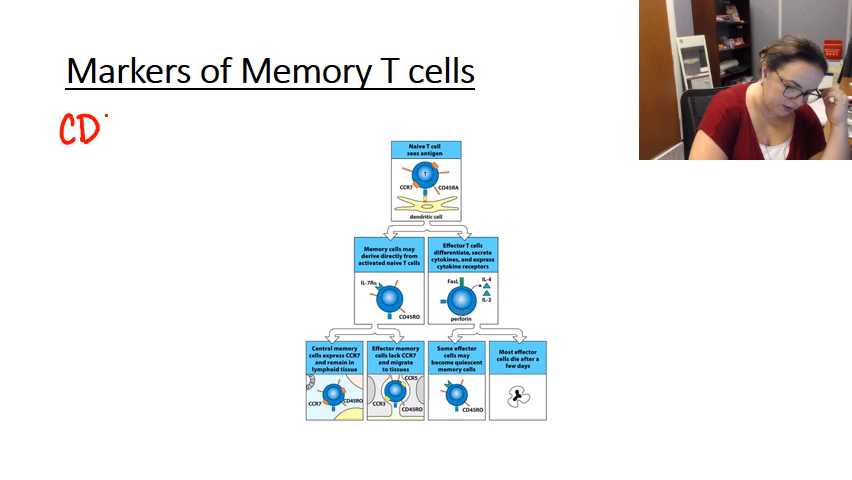 Markers of Memory T cells
CD
Naive T cell
sees antigen
T
CCR7
CD45RA
dendritic cell
Memory cells may
derive directly from
activated naive T cells
IL-7Rα
CD45RO
Effector T cells
differentiate, secrete
cytokines, and express
cytokine receptors
FasL
IL-4
IL-2
perforin
Central memory
cells express CCR7
and remain in
lymphoid tissue
CCR7
CD45RO
Effector memory
cells lack CCR7
and migrate
to tissues
CCR5
CCR3
CD45RO
Some effector
cells may
become quiescent
memory cells
CD45RO
Most effector
cells die after a
few days